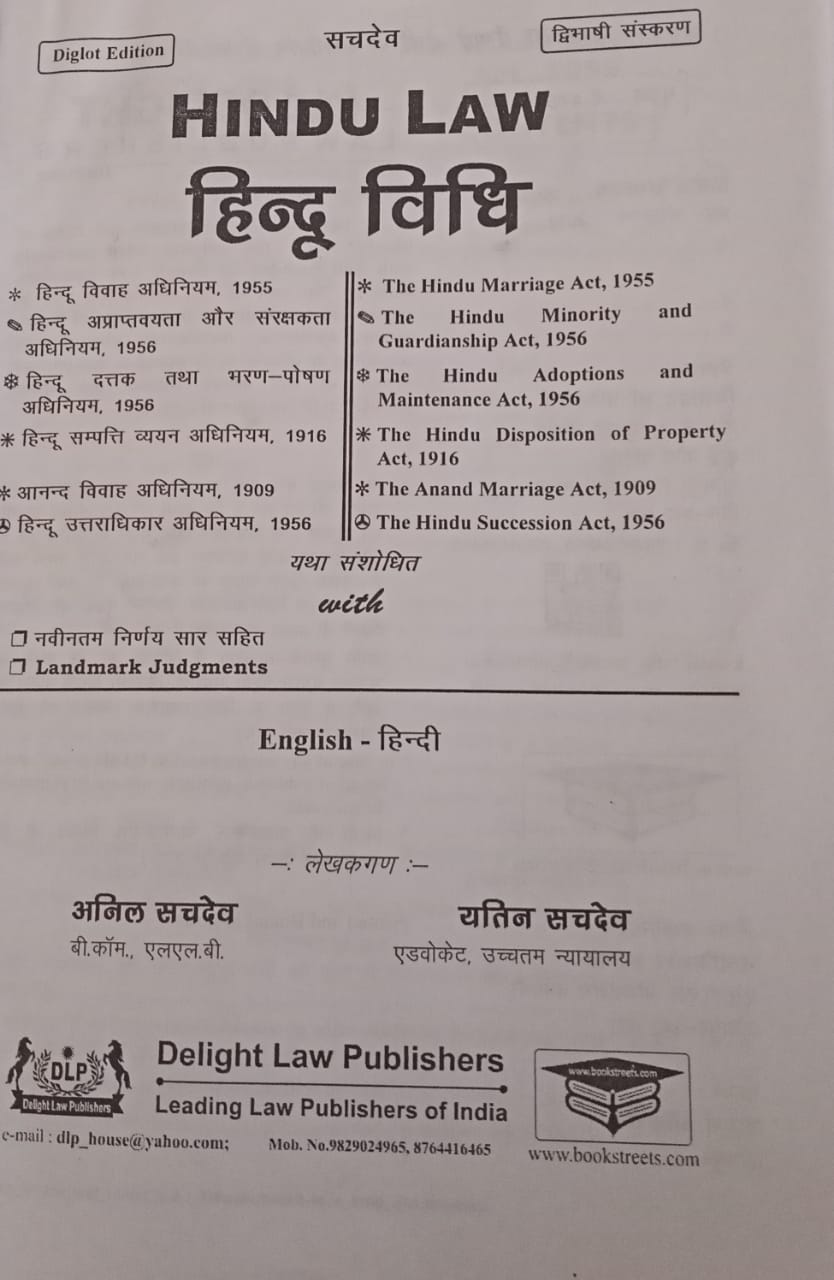 Diglot Edition
सचदेव
द्विभाषी संस्करण
HINDU LAW
हिन्दू विधि
* हिन्दू विवाह अधिनियम, 1955
✎ हिन्दू अप्राप्तवयता और संरक्षकता
अधिनियम, 1956
❄ हिन्दू दत्तक तथा भरण–पोषण
अधिनियम, 1956
* हिन्दू सम्पत्ति व्ययन अधिनियम, 1916
* आनन्द विवाह अधिनियम, 1909
✇ हिन्दू उत्तराधिकार अधिनियम, 1956
* The Hindu Marriage Act, 1955
✎ The Hindu Minority and
Guardianship Act, 1956
❄ The Hindu Adoptions and
Maintenance Act, 1956
* The Hindu Disposition of Property
Act, 1916
* The Anand Marriage Act, 1909
✇ The Hindu Succession Act, 1956
यथा संशोधित
with
❒ नवीनतम निर्णय सार सहित
❒ Landmark Judgments
English - हिन्दी
–: लेखकगण :–
अनिल सचदेव
बी.कॉम., एलएल.बी.
यतिन सचदेव
एडवोकेट, उच्चतम न्यायालय
DLP
Delight Law Publishers
Delight Law Publishers
Leading Law Publishers of India
e-mail : dlp_house@yahoo.com; Mob. No.9829024965, 8764416465
www.bookstreets.com
www.bookstreets.com